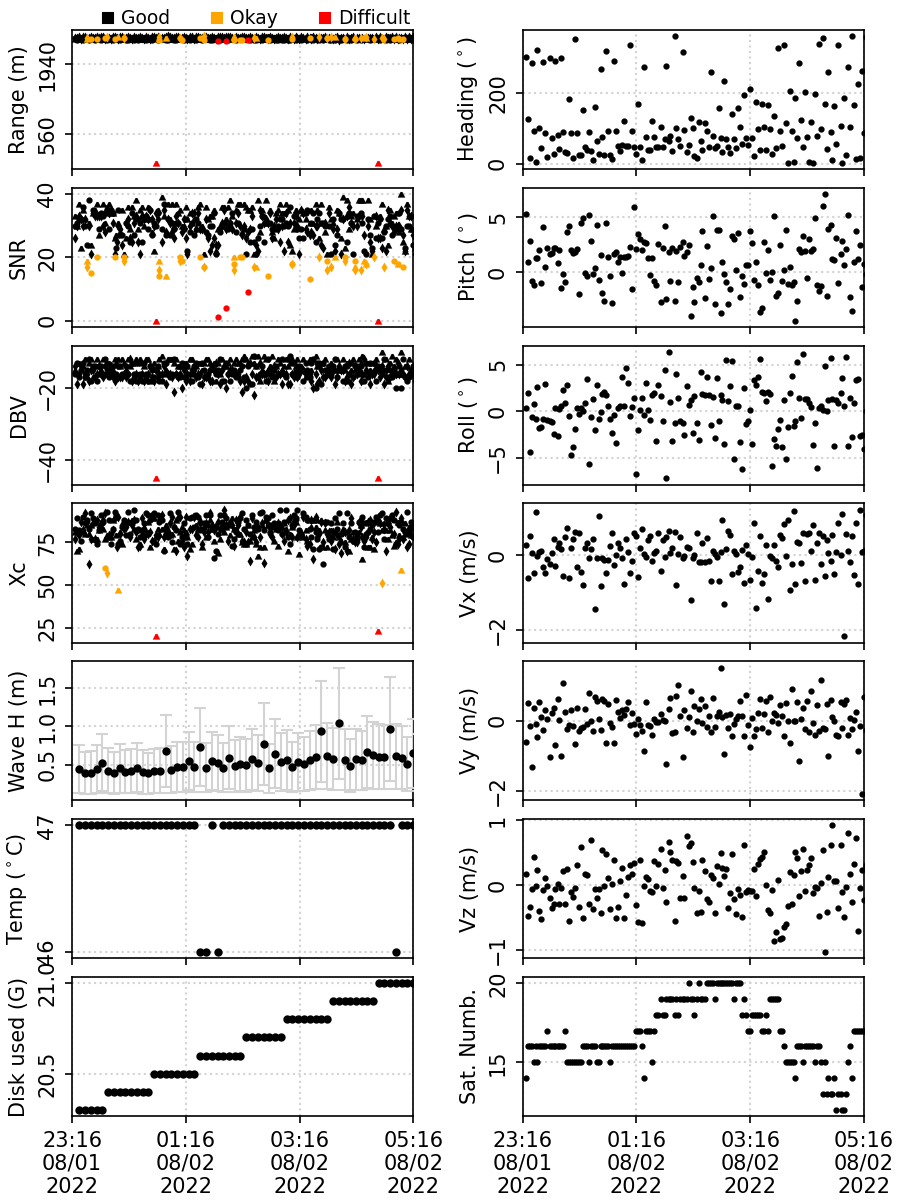 Good Okay Difficult
Range (m)
1940
560
Heading (°)
200
0
SNR
40
20
0
Pitch (°)
5
0
DBV
−20
−40
Roll (°)
5
0
−5
Xc
75
50
25
Vx (m/s)
0
−2
Wave H (m)
1.5
1.0
0.5
Vy (m/s)
0
−2
Temp (°C)
47
46
Vz (m/s)
1
0
−1
Disk used (G)
21.0
20.5
Sat. Numb.
20
15
23:16 01:16 03:16 05:16 23:16 01:16 03:16 05:16
08/01 08/02 08/02 08/02 08/01 08/02 08/02 08/02
2022 2022 2022 2022 2022 2022 2022 2022